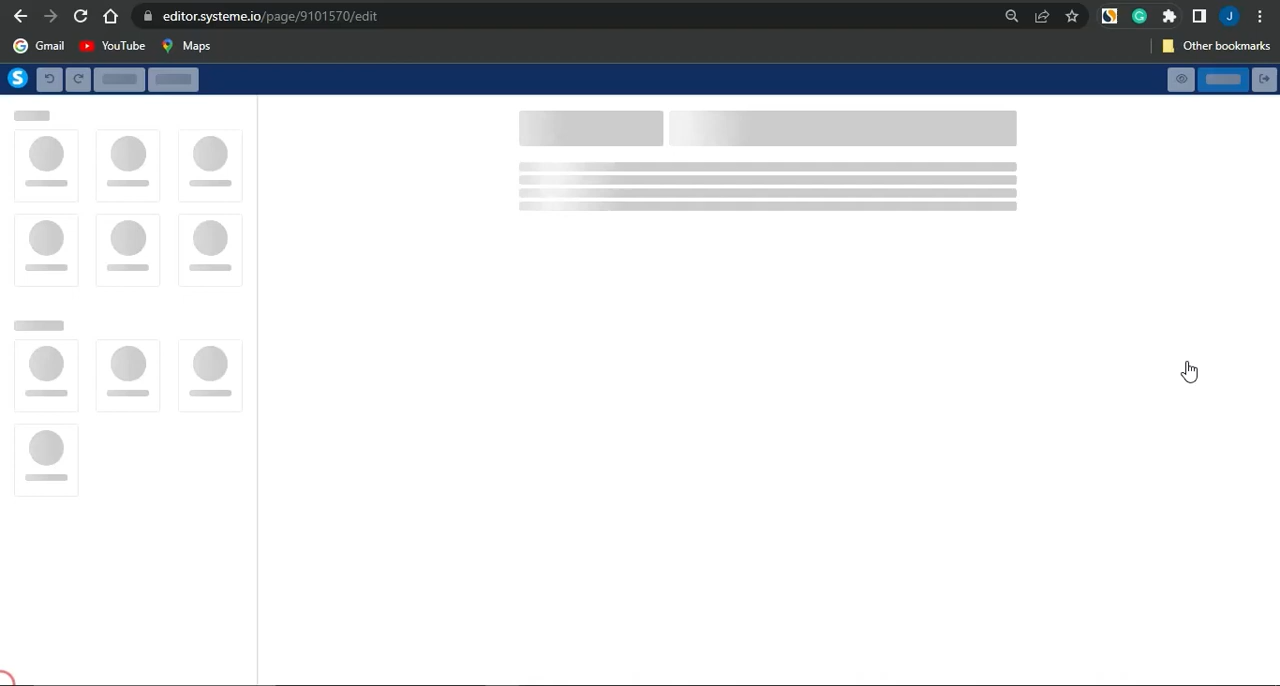 editor.systeme.io/page/9101570/edit
J
Gmail
YouTube
Maps
Other bookmarks
S